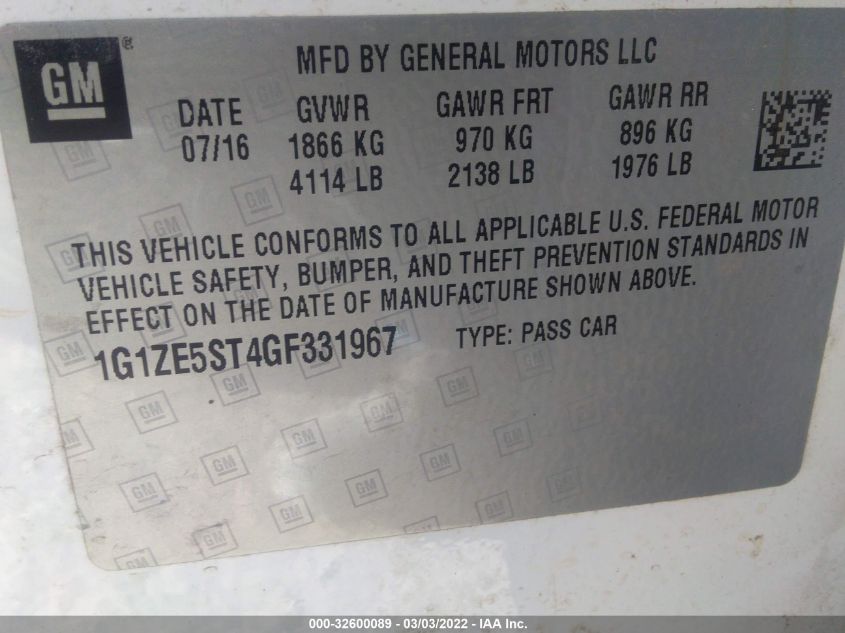 GM®
MFD BY GENERAL MOTORS LLC
DATE GVWR GAWR FRT GAWR RR
07/16 1866 KG 970 KG 896 KG
4114 LB 2138 LB 1976 LB
THIS VEHICLE CONFORMS TO ALL APPLICABLE U.S. FEDERAL MOTOR
VEHICLE SAFETY, BUMPER, AND THEFT PREVENTION STANDARDS IN
EFFECT ON THE DATE OF MANUFACTURE SHOWN ABOVE.
1G1ZE5ST4GF331967 TYPE: PASS CAR
000-32600089 - 03/03/2022 - IAA Inc.